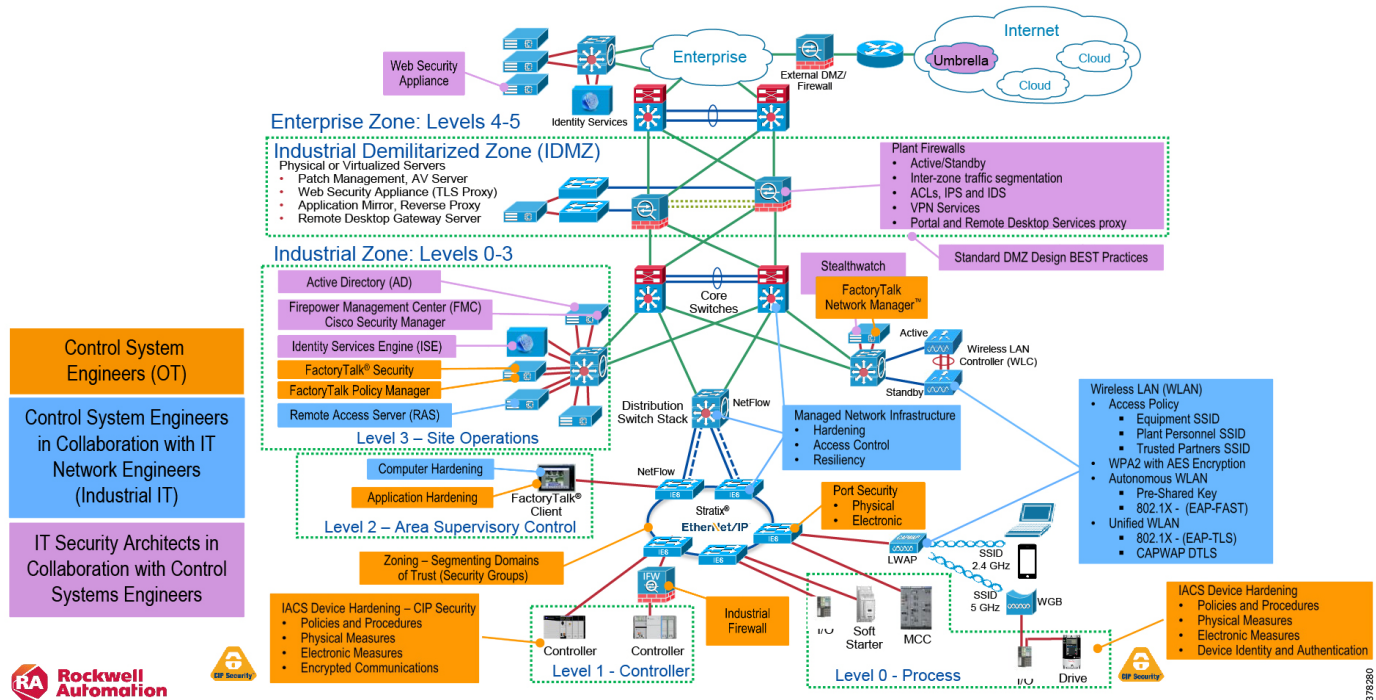 Internet
Umbrella
Cloud
Cloud
Enterprise
External DMZ/
Firewall
Web Security
Appliance
Identity Services
Enterprise Zone: Levels 4-5
Industrial Demilitarized Zone (IDMZ)
Physical or Virtualized Servers
• Patch Management, AV Server
• Web Security Appliance (TLS Proxy)
• Application Mirror, Reverse Proxy
• Remote Desktop Gateway Server
Plant Firewalls
• Active/Standby
• Inter-zone traffic segmentation
• ACLs, IPS and IDS
• VPN Services
• Portal and Remote Desktop Services proxy
Standard DMZ Design BEST Practices
Industrial Zone: Levels 0-3
Active Directory (AD)
Firepower Management Center (FMC)
Cisco Security Manager
Identity Services Engine (ISE)
FactoryTalk® Security
FactoryTalk Policy Manager
Remote Access Server (RAS)
Level 3 – Site Operations
Core
Switches
Stealthwatch
FactoryTalk
Network Manager™
Active
Wireless LAN
Controller (WLC)
Standby
Distribution
Switch Stack
NetFlow
Managed Network Infrastructure
• Hardening
• Access Control
• Resiliency
Wireless LAN (WLAN)
• Access Policy
▪ Equipment SSID
▪ Plant Personnel SSID
▪ Trusted Partners SSID
• WPA2 with AES Encryption
• Autonomous WLAN
▪ Pre-Shared Key
▪ 802.1X - (EAP-FAST)
• Unified WLAN
▪ 802.1X - (EAP-TLS)
▪ CAPWAP DTLS
Control System
Engineers (OT)
Control System Engineers
in Collaboration with IT
Network Engineers
(Industrial IT)
IT Security Architects in
Collaboration with Control
Systems Engineers
Computer Hardening
Application Hardening
FactoryTalk®
Client
Level 2 – Area Supervisory Control
NetFlow
IE6
IE6
Stratix®
EtherNet/IP
IE6
IE6
IE6
Port Security
• Physical
• Electronic
CAPWAP
LWAP
SSID
2.4 GHz
SSID
5 GHz
WGB
Zoning – Segmenting Domains
of Trust (Security Groups)
IFW
Industrial
Firewall
IACS Device Hardening – CIP Security
• Policies and Procedures
• Physical Measures
• Electronic Measures
• Encrypted Communications
Controller
Controller
Level 1 - Controller
I/O
Soft
Starter
MCC
Level 0 - Process
I/O
Drive
IACS Device Hardening
• Policies and Procedures
• Physical Measures
• Electronic Measures
• Device Identity and Authentication
CIP Security
CIP Security
RA
Rockwell
Automation
378280